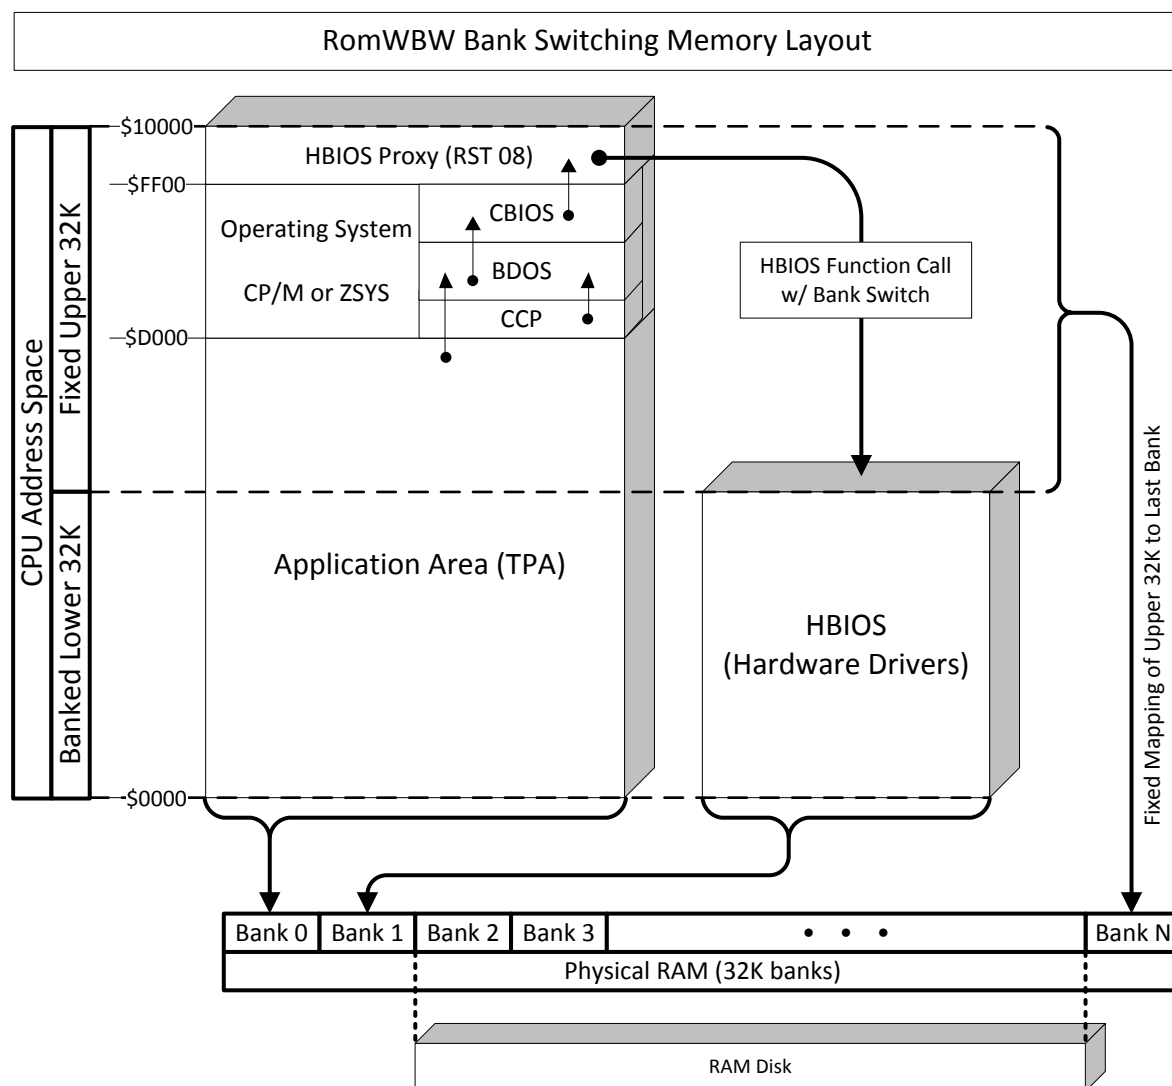 RomWBW Bank Switching Memory Layout
CPU Address Space
Fixed Upper 32K
Banked Lower 32K
$10000
HBIOS Proxy (RST 08)
$FF00
Operating System
CP/M or ZSYS
CBIOS
BDOS
CCP
$D000
HBIOS Function Call
w/ Bank Switch
Application Area (TPA)
HBIOS
(Hardware Drivers)
Fixed Mapping of Upper 32K to Last Bank
$0000
Bank 0
Bank 1
Bank 2
Bank 3
• • •
Bank N
Physical RAM (32K banks)
RAM Disk